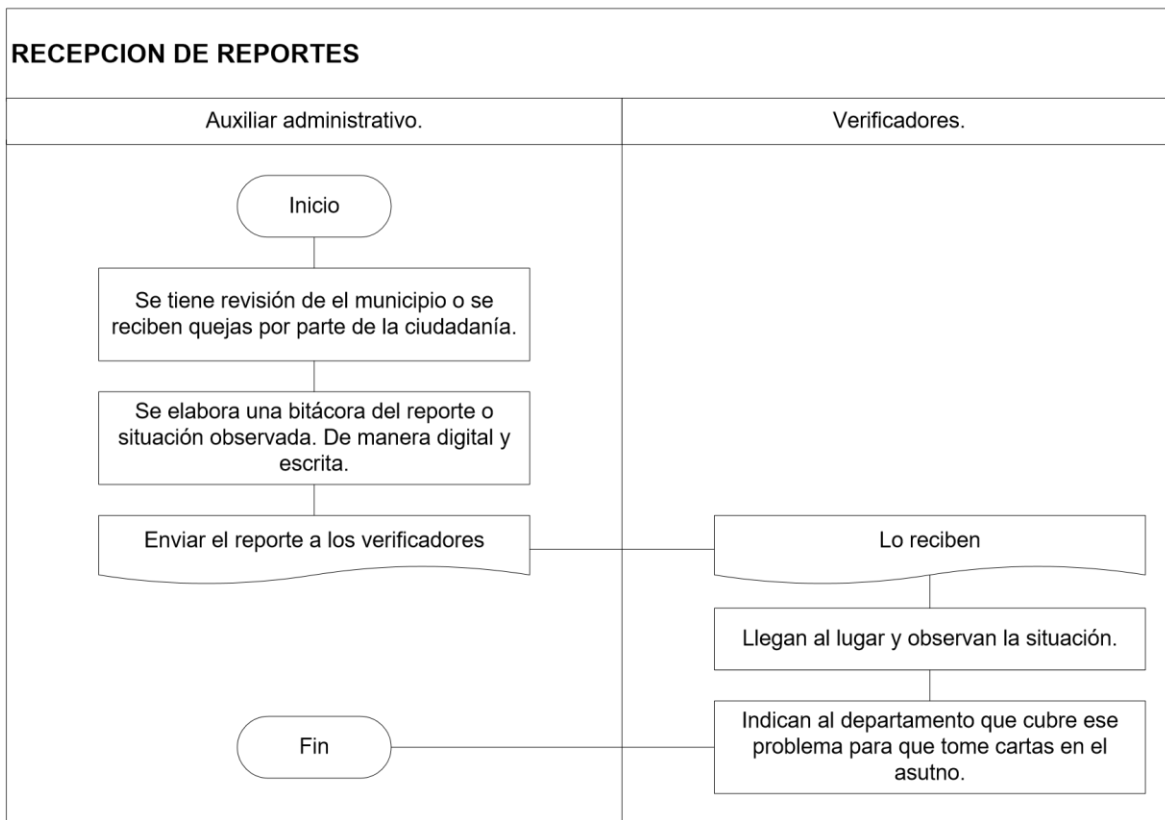 RECEPCION DE REPORTES
Auxiliar administrativo.
Verificadores.
Inicio
Se tiene revisión de el municipio o se
reciben quejas por parte de la ciudadanía.
Se elabora una bitácora del reporte o
situación observada. De manera digital y
escrita.
Enviar el reporte a los verificadores
Lo reciben
Llegan al lugar y observan la situación.
Indican al departamento que cubre ese
problema para que tome cartas en el
asutno.
Fin